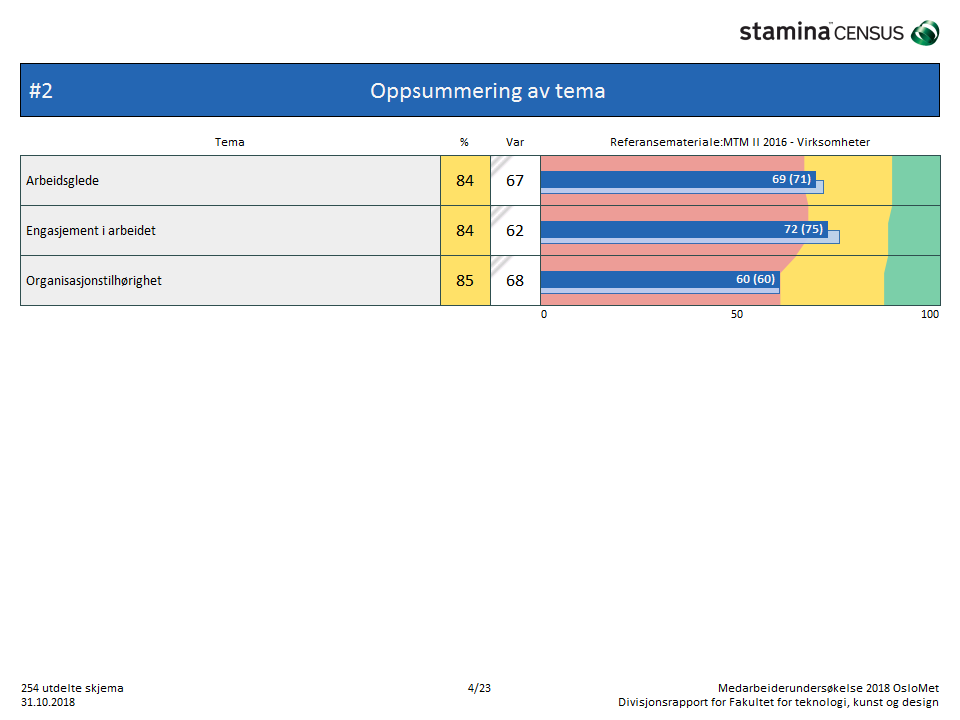 stamina™CENSUS
#2 Oppsummering av tema
Tema % Var Referansemateriale:MTM II 2016 - Virksomheter
Arbeidsglede 84 67 69 (71)
Engasjement i arbeidet 84 62 72 (75)
Organisasjonstilhørighet 85 68 60 (60)
0 50 100
254 utdelte skjema 4/23 Medarbeiderundersøkelse 2018 OsloMet
31.10.2018 Divisjonsrapport for Fakultet for teknologi, kunst og design